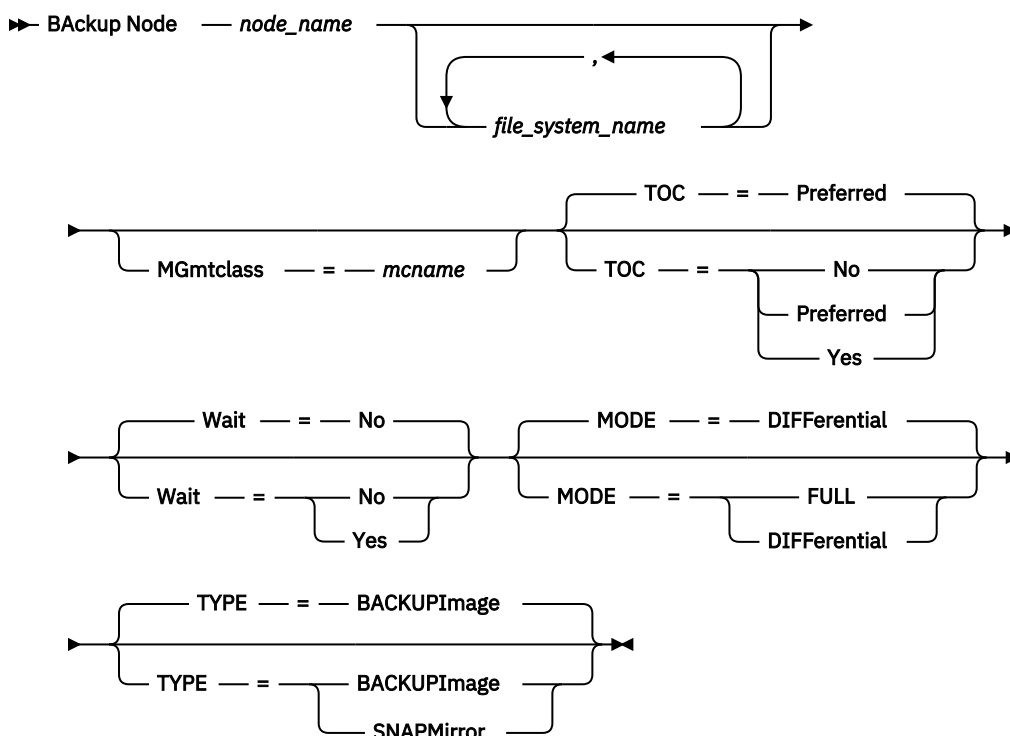 BAckup Node node_name
,
file_system_name
TOC = Preferred
MGmtclass = mcname
TOC = No
Preferred
Yes
Wait = No
MODE = DIFFerential
Wait = No
MODE = FULL
Yes
DIFFerential
TYPE = BACKUPImage
TYPE = BACKUPImage
SNAPMirror